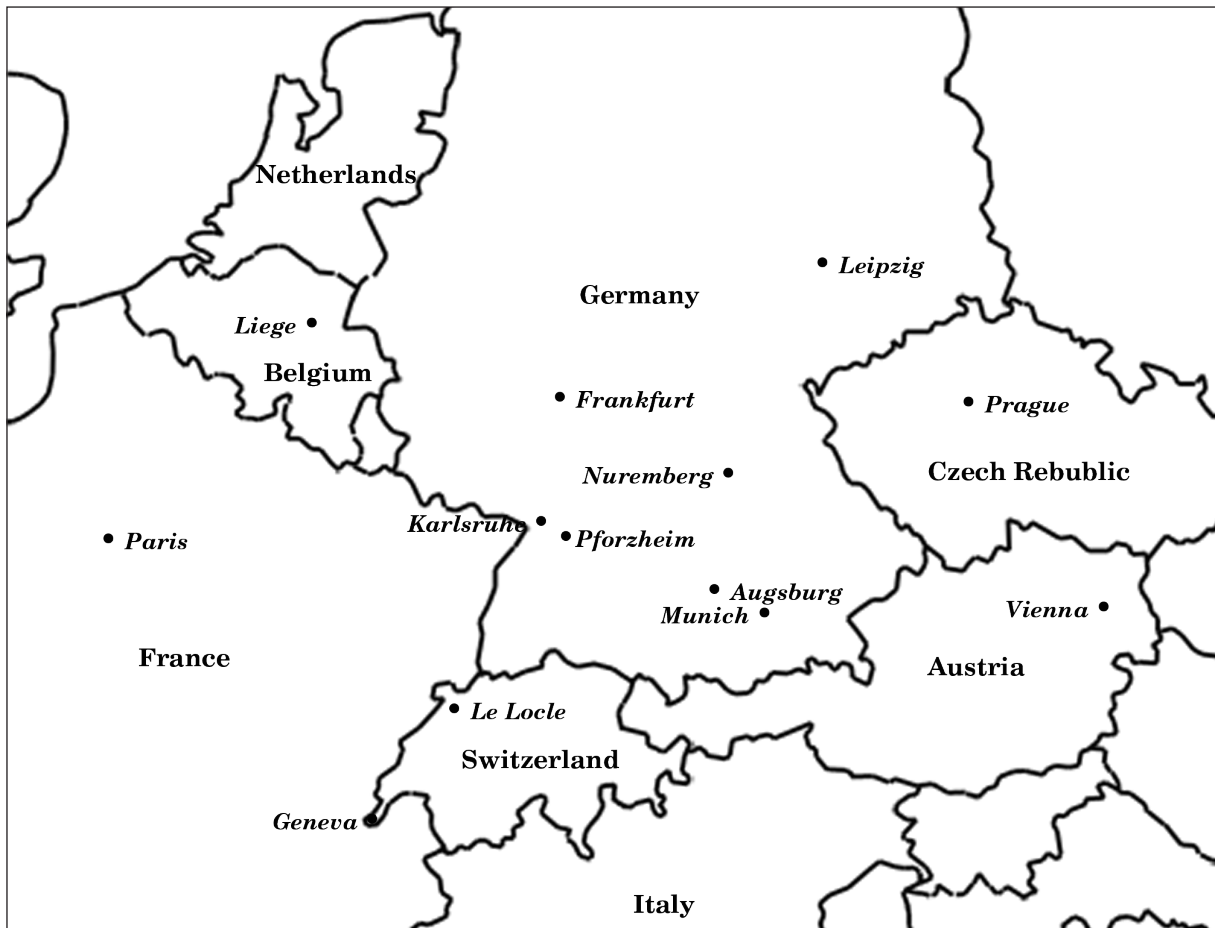 Netherlands
Leipzig
Germany
Liege
Belgium
Frankfurt
Prague
Czech Rebublic
Nuremberg
Karlsruhe
Pforzheim
Paris
Augsburg
Munich
Vienna
France
Austria
Le Locle
Switzerland
Geneva
Italy